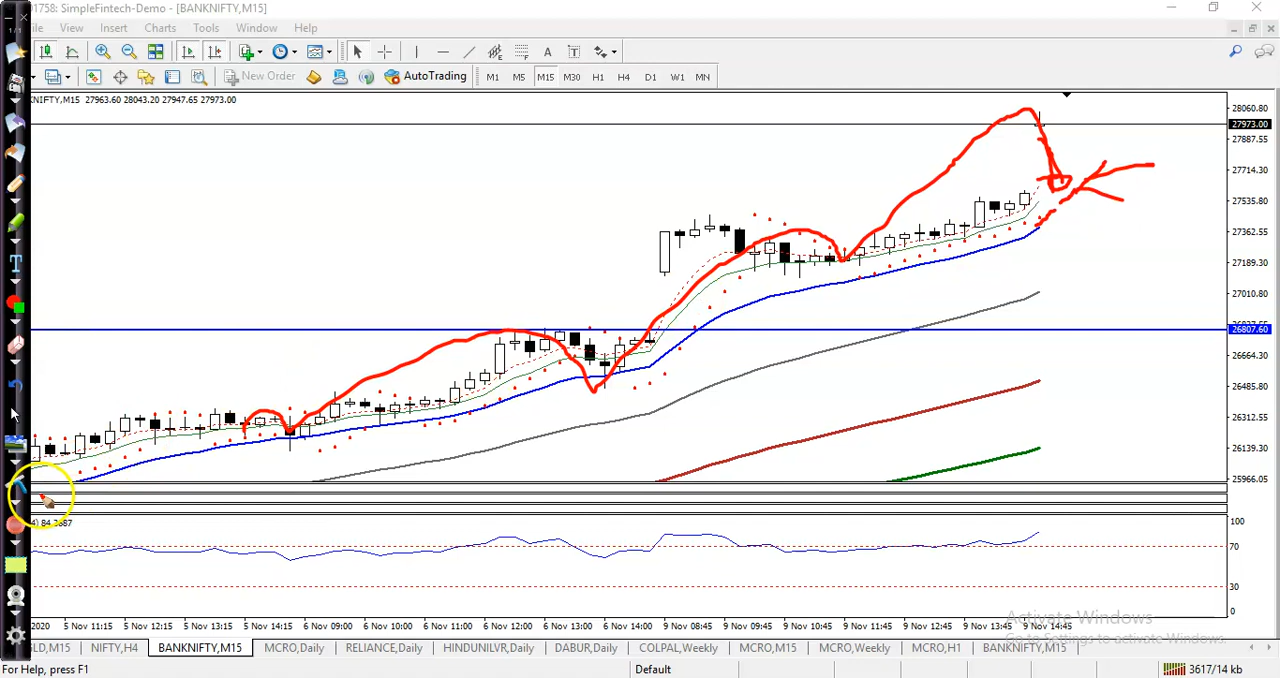 01758: SimpleFintech-Demo - [BANKNIFTY,M15]
File View Insert Charts Tools Window Help
1/1
New Order AutoTrading M1 M5 M15 M30 H1 H4 D1 W1 MN
KNIFTY,M15 27963.60 28043.20 27947.65 27973.00
28060.80
27973.00
27887.55
27714.30
27535.80
27362.55
27189.30
27010.80
26807.60
26664.30
26485.80
26312.55
26139.30
25966.05
100
70
30
0
2020 5 Nov 11:15 5 Nov 12:15 5 Nov 13:15 5 Nov 14:15 6 Nov 09:00 6 Nov 10:00 6 Nov 11:00 6 Nov 12:00 6 Nov 13:00 6 Nov 14:00 9 Nov 08:45 9 Nov 09:45 9 Nov 10:45 9 Nov 11:45 9 Nov 12:45 9 Nov 13:45 9 Nov 14:45
Activate Windows
Go to Settings to activate Windows.
GLD,M15 NIFTY,H4 BANKNIFTY,M15 MCRO,Daily RELIANCE,Daily HINDUNILVR,Daily DABUR,Daily COLPAL,Weekly MCRO,M15 MCRO,Weekly MCRO,H1 BANKNIFTY,M15
For Help, press F1 Default 3617/14 kb